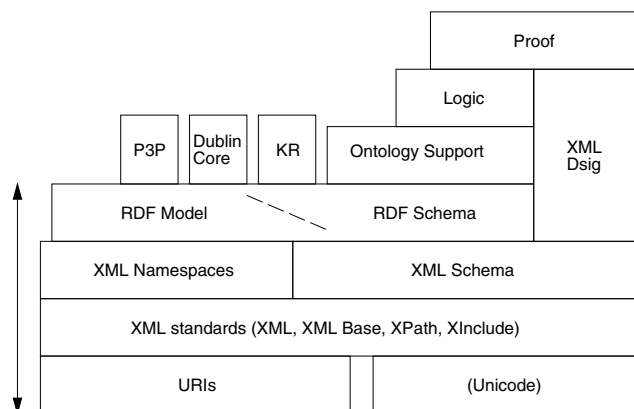 Proof
Logic
P3P
Dublin
Core
KR
Ontology Support
XML
Dsig
RDF Model
RDF Schema
XML Namespaces
XML Schema
XML standards (XML, XML Base, XPath, XInclude)
URIs
(Unicode)